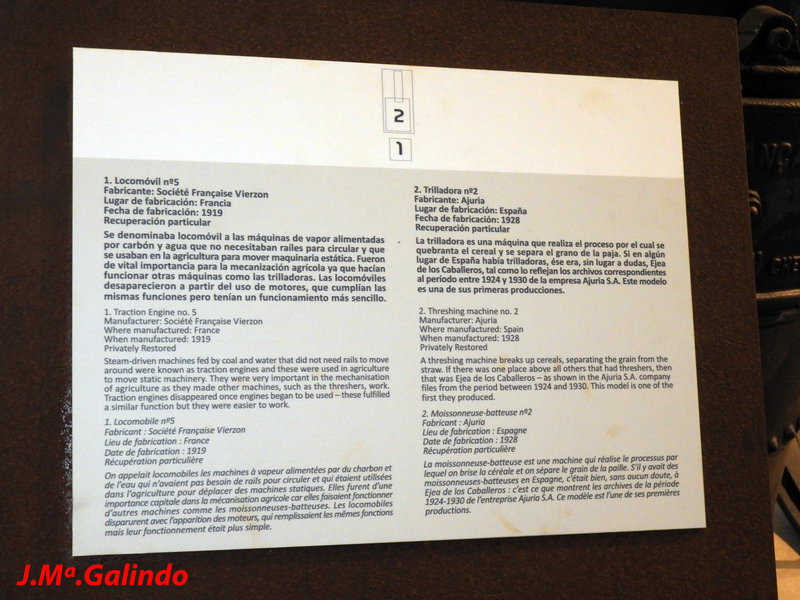 2
1
1. Locomóvil nº5
Fabricante: Société Française Vierzon
Lugar de fabricación: Francia
Fecha de fabricación: 1919
Recuperación particular
Se denominaba locomóvil a las máquinas de vapor alimentadas
por carbón y agua que no necesitaban raíles para circular y que
se usaban en la agricultura para mover maquinaria estática. Fueron
de vital importancia para la mecanización agrícola ya que hacían
funcionar otras máquinas como las trilladoras. Las locomóviles
desaparecieron a partir del uso de motores, que cumplían las
mismas funciones pero tenían un funcionamiento más sencillo.
1. Traction Engine no. 5
Manufacturer: Société Française Vierzon
Where manufactured: France
When manufactured: 1919
Privately Restored
Steam-driven machines fed by coal and water that did not need rails to move
around were known as traction engines and these were used in agriculture
to move static machinery. They were very important in the mechanisation
of agriculture as they made other machines, such as the threshers, work.
Traction engines disappeared once engines began to be used – these fulfilled
a similar function but they were easier to work.
1. Locomobile nº5
Fabricant : Société Française Vierzon
Lieu de fabrication : France
Date de fabrication : 1919
Récupération particulière
On appelait locomobiles les machines à vapeur alimentées par du charbon et
de l'eau qui n'avaient pas besoin de rails pour circuler et qui étaient utilisées
dans l'agriculture pour déplacer des machines statiques. Elles furent d'une
importance capitale dans la mécanisation agricole car elles faisaient fonctionner
d'autres machines comme les moissonneuses-batteuses. Les locomobiles
disparurent avec l'apparition des moteurs, qui remplissaient les mêmes fonctions
mais leur fonctionnement était plus simple.
2. Trilladora nº2
Fabricante: Ajuria
Lugar de fabricación: España
Fecha de fabricación: 1928
Recuperación particular
La trilladora es una máquina que realiza el proceso por el cual se
quebranta el cereal y se separa el grano de la paja. Si en algún
lugar de España había trilladoras, ése era, sin lugar a dudas, Ejea
de los Caballeros, tal como lo reflejan los archivos correspondientes
al período entre 1924 y 1930 de la empresa Ajuria S.A. Este modelo
es una de sus primeras producciones.
2. Threshing machine no. 2
Manufacturer: Ajuria
Where manufactured: Spain
When manufactured: 1928
Privately Restored
A threshing machine breaks up cereals, separating the grain from the
straw. If there was one place above all others that had threshers, then
that was Ejea de los Caballeros – as shown in the Ajuria S.A. company
files from the period between 1924 and 1930. This model is one of
the first they produced.
2. Moissonneuse-batteuse nº2
Fabricant : Ajuria
Lieu de fabrication : Espagne
Date de fabrication : 1928
Récupération particulière
La moissonneuse-batteuse est une machine qui réalise le processus par
lequel on brise la céréale et on sépare le grain de la paille. S'il y avait des
moissonneuses-batteuses en Espagne, c'était bien, sans aucun doute, à
Ejea de los Caballeros : c'est ce que montrent les archives de la période
1924-1930 de l'entreprise Ajuria S.A. Ce modèle est l'une de ses premières
productions.
J.Mª.Galindo